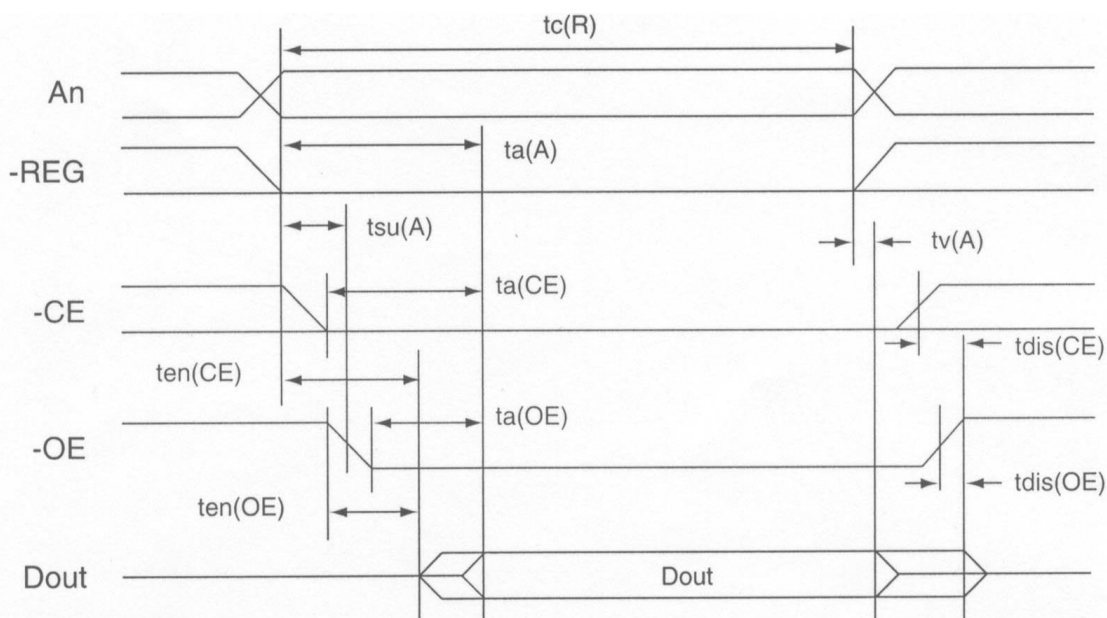 tc(R)
An
ta(A)
-REG
tsu(A)
tv(A)
ta(CE)
-CE
tdis(CE)
ten(CE)
ta(OE)
-OE
tdis(OE)
ten(OE)
Dout
Dout